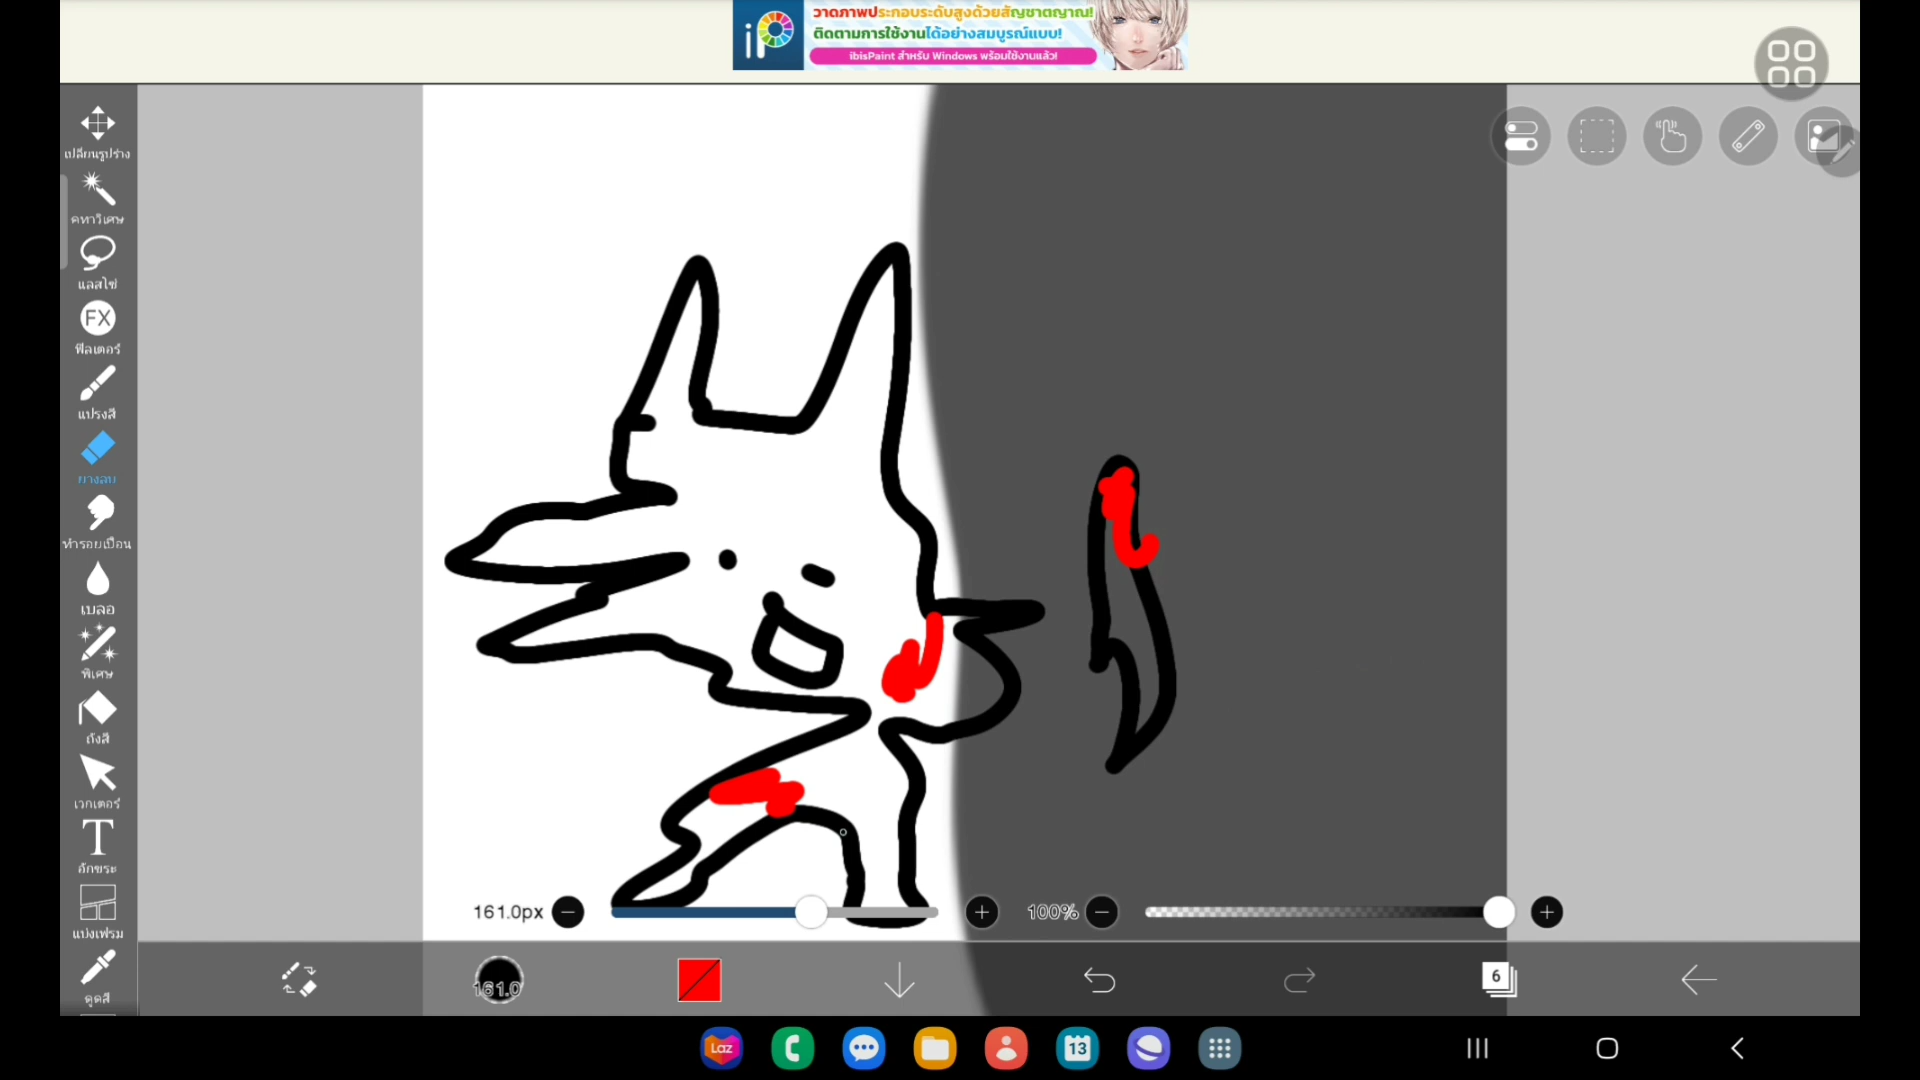 วาดภาพประกอบระดับสูงด้วยสัญชาตญาณ!
iP
ติดตามการใช้งานได้อย่างสมบูรณ์แบบ!
ibisPaint สำหรับ Windows พร้อมใช้งานแล้ว!
เปลี่ยนรูปร่าง
คทาวิเศษ
แลสโซ่
FX
ฟิลเตอร์
แปรงสี
ยางลบ
ทำรอยเปื้อน
เบลอ
พิเศษ
ถังสี
เวกเตอร์
T
อักขระ
แบ่งเฟรม
ดูดสี
161.0px
100%
161.0
6
Laz
13